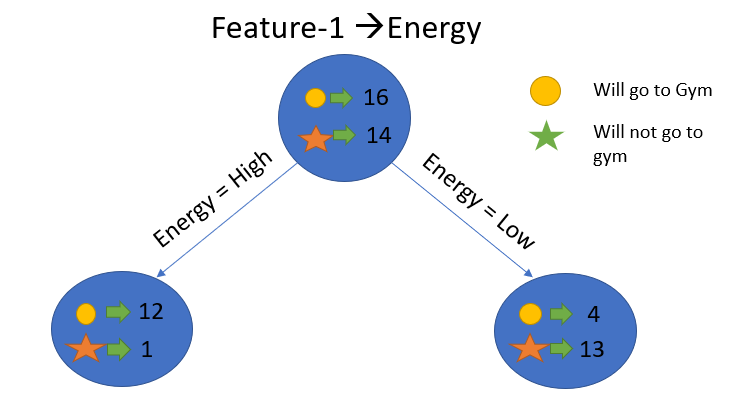 Feature-1 →Energy
16
14
Will go to Gym
Will not go to
gym
Energy = High
Energy = Low
12
1
4
13